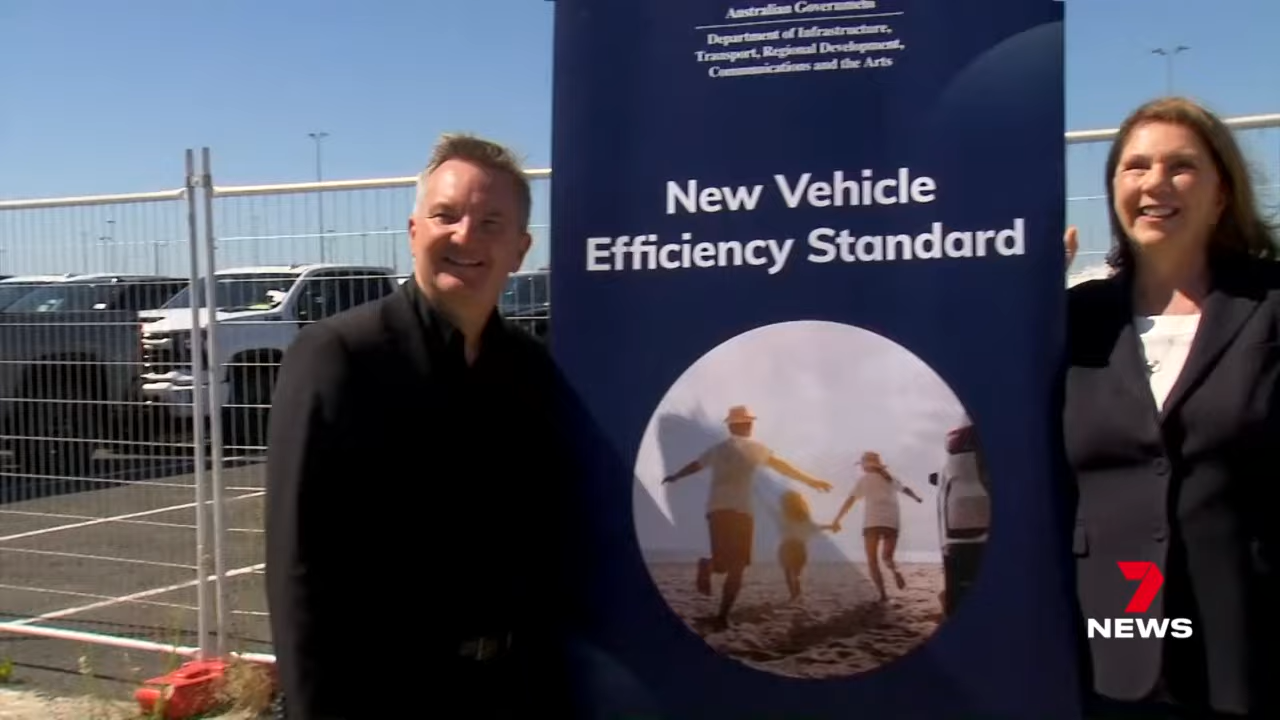 Australian Government
Department of Infrastructure,
Transport, Regional Development,
Communications and the Arts
New Vehicle
Efficiency Standard
7
NEWS